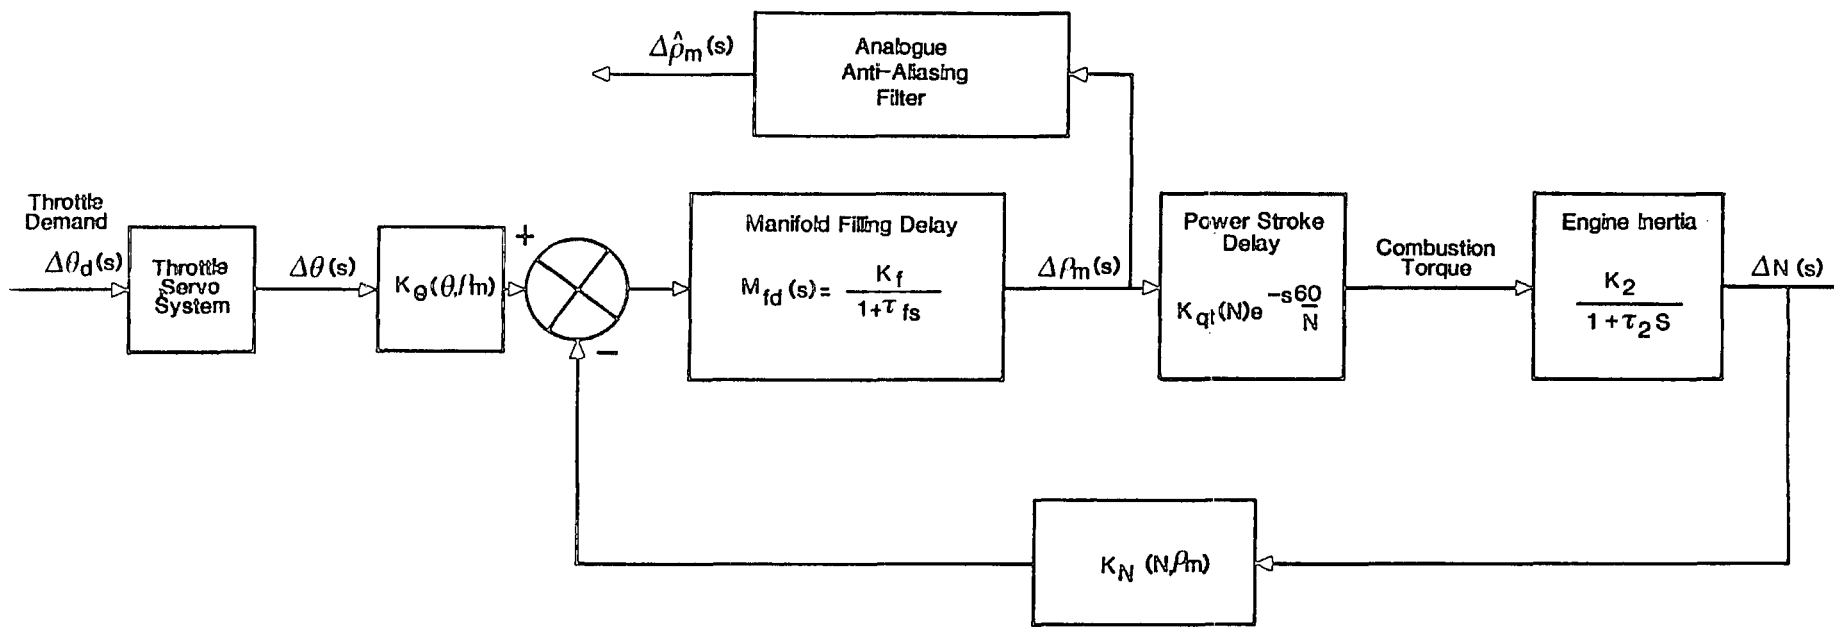 Δρ̂m(s)
Analogue
Anti-Aliasing
Filter
Throttle
Demand
Δθd(s)
Throttle
Servo
System
Δθ(s)
Kθ(θ,ρm)
+
−
Manifold Filling Delay
Mfd(s) = Kf / 1+τfs
Δρm(s)
Power Stroke
Delay
Kqt(N)e −s60/N
Combustion
Torque
Engine Inertia
K2 / 1+τ2S
ΔN(s)
KN(N,ρm)